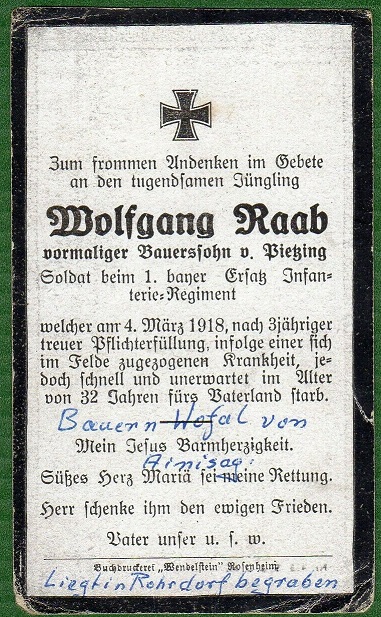 Zum frommen Andenken im Gebete
an den tugendsamen Jüngling
Wolfgang Raab
vormaliger Bauerssohn v. Pietzing
Soldat beim 1. bayer Ersatz Infan-
terie-Regiment
welcher am 4. März 1918, nach 3jähriger
treuer Pflichterfüllung, infolge einer sich
im Felde zugezogenen Krankheit, je-
doch schnell und unerwartet im Alter
von 32 Jahren fürs Vaterland starb.
Bauern von
Mein Jesus Barmherzigkeit.
Süßes Herz Mariä sei meine Rettung.
Herr schenke ihm den ewigen Frieden.
Vater unser u. s. w.
Buchdruckerei „Wendelstein" Rosenheim
Liegt in Rohrdorf begraben